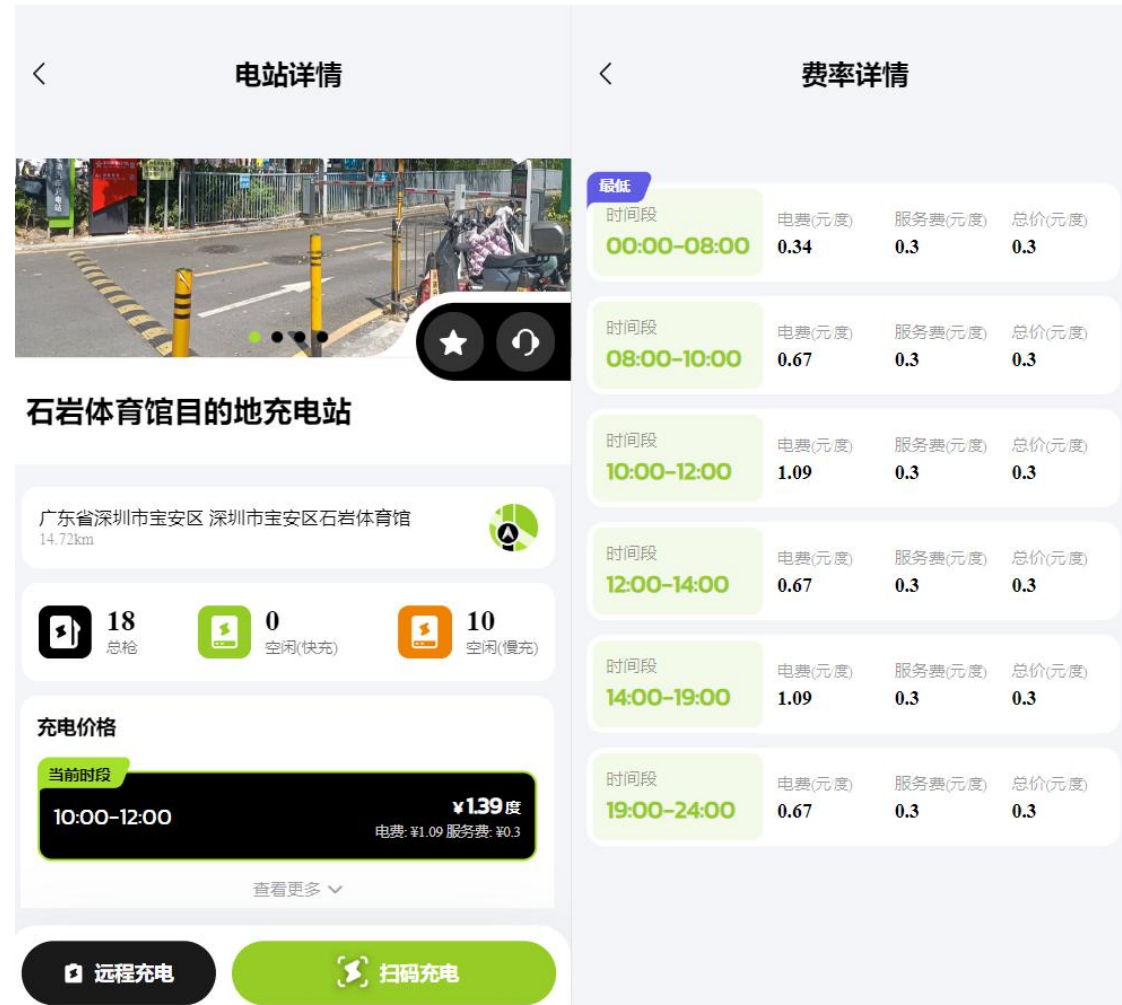 电站详情
石岩体育馆目的地充电站
广东省深圳市宝安区 深圳市宝安区石岩体育馆
14.72km
18
总枪
0
空闲(快充)
10
空闲(慢充)
充电价格
当前时段
10:00-12:00
¥1.39度
电费: ¥1.09 服务费: ¥0.3
查看更多
远程充电
扫码充电
费率详情
最低
时间段 电费(元/度) 服务费(元/度) 总价(元/度)
00:00-08:00 0.34 0.3 0.3
时间段 电费(元/度) 服务费(元/度) 总价(元/度)
08:00-10:00 0.67 0.3 0.3
时间段 电费(元/度) 服务费(元/度) 总价(元/度)
10:00-12:00 1.09 0.3 0.3
时间段 电费(元/度) 服务费(元/度) 总价(元/度)
12:00-14:00 0.67 0.3 0.3
时间段 电费(元/度) 服务费(元/度) 总价(元/度)
14:00-19:00 1.09 0.3 0.3
时间段 电费(元/度) 服务费(元/度) 总价(元/度)
19:00-24:00 0.67 0.3 0.3